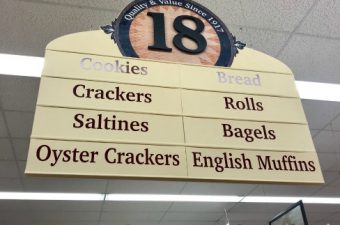 Quality & Value Since 1917
18
Cookies Bread
Crackers Rolls
Saltines Bagels
Oyster Crackers English Muffins